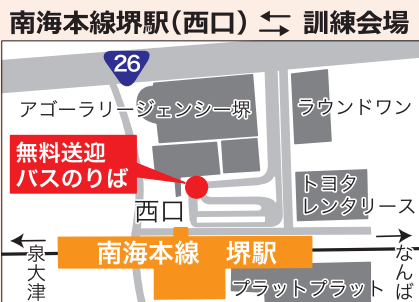 南海本線堺駅（西口） ⇆ 訓練会場
26
アゴーラリージェンシー堺
ラウンドワン
無料送迎
バスのりば
トヨタ
レンタリース
西口
泉大津
南海本線 堺駅
なんば
プラットプラット